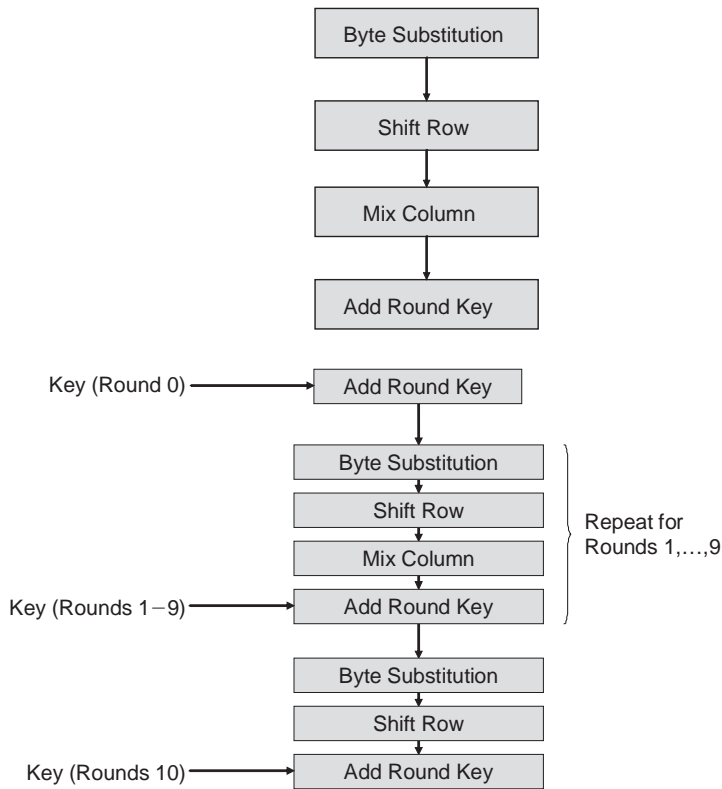 Byte Substitution
Shift Row
Mix Column
Add Round Key
Key (Round 0)
Add Round Key
Byte Substitution
Shift Row
Mix Column
Key (Rounds 1−9)
Add Round Key
Repeat for
Rounds 1,...,9
Byte Substitution
Shift Row
Key (Rounds 10)
Add Round Key